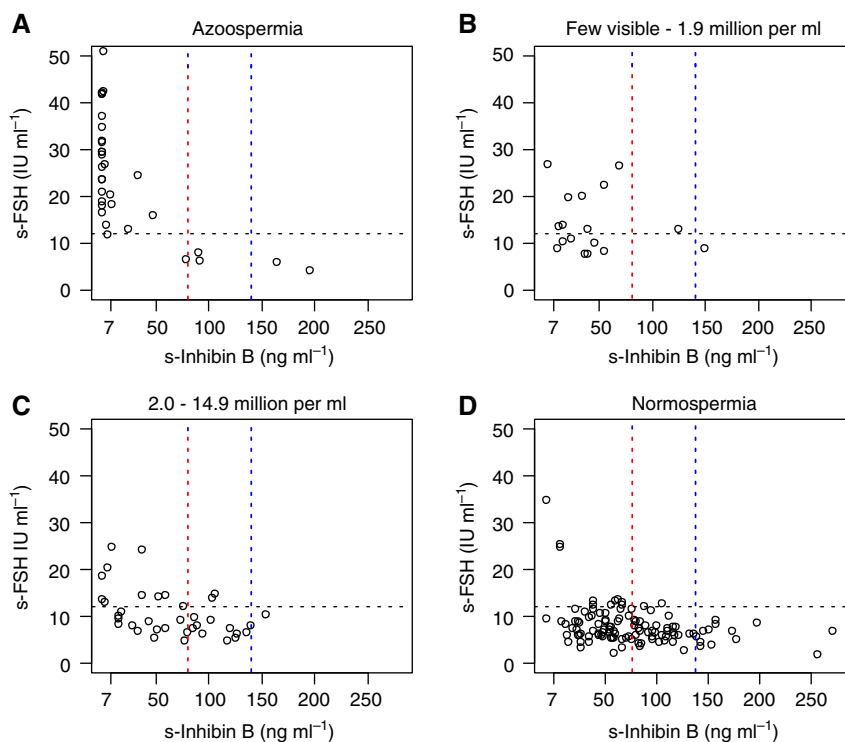 A
Azoospermia
s-FSH (IU ml⁻¹)
50
40
30
20
10
0
7 50 100 150 200 250
s-Inhibin B (ng ml⁻¹)
B
Few visible - 1.9 million per ml
s-FSH (IU ml⁻¹)
50
40
30
20
10
0
7 50 100 150 200 250
s-Inhibin B (ng ml⁻¹)
C
2.0 - 14.9 million per ml
s-FSH IU ml⁻¹)
50
40
30
20
10
0
7 50 100 150 200 250
s-Inhibin B (ng ml⁻¹)
D
Normospermia
s-FSH (IU ml⁻¹)
50
40
30
20
10
0
7 50 100 150 200 250
s-Inhibin B (ng ml⁻¹)